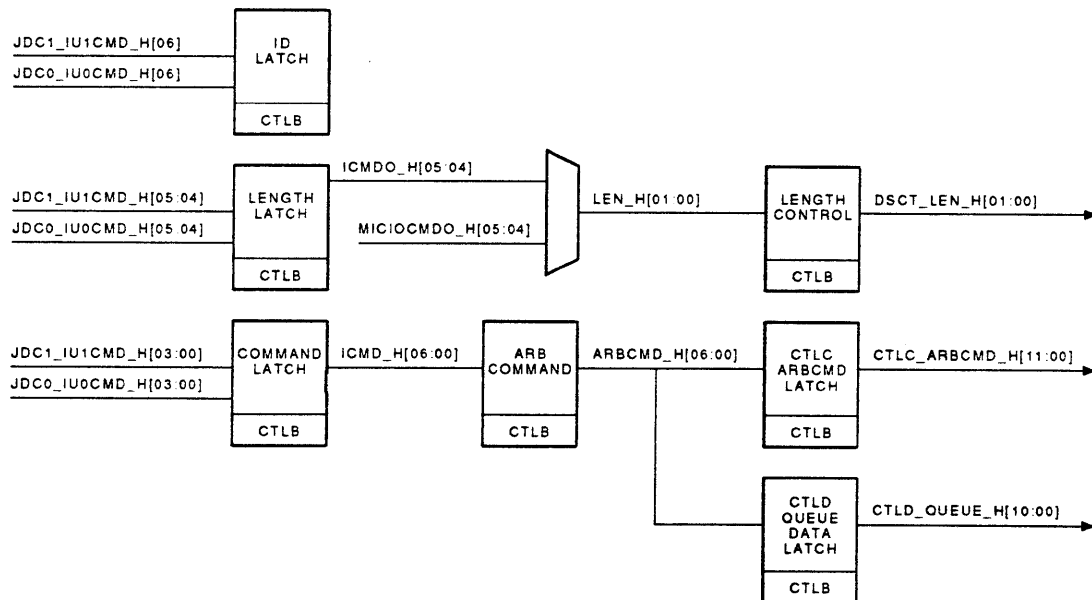 JDC1_IU1CMD_H[06]
JDC0_IU0CMD_H[06]
ID
LATCH
CTLB
JDC1_IU1CMD_H[05:04]
JDC0_IU0CMD_H[05:04]
LENGTH
LATCH
CTLB
ICMDO_H[05:04]
MICIOCMDO_H[05:04]
LEN_H[01:00]
LENGTH
CONTROL
CTLB
DSCT_LEN_H[01:00]
JDC1_IU1CMD_H[03:00]
JDC0_IU0CMD_H[03:00]
COMMAND
LATCH
CTLB
ICMD_H[06:00]
ARB
COMMAND
CTLB
ARBCMD_H[06:00]
CTLC
ARBCMD
LATCH
CTLB
CTLC_ARBCMD_H[11:00]
CTLD
QUEUE
DATA
LATCH
CTLB
CTLD_QUEUE_H[10:00]